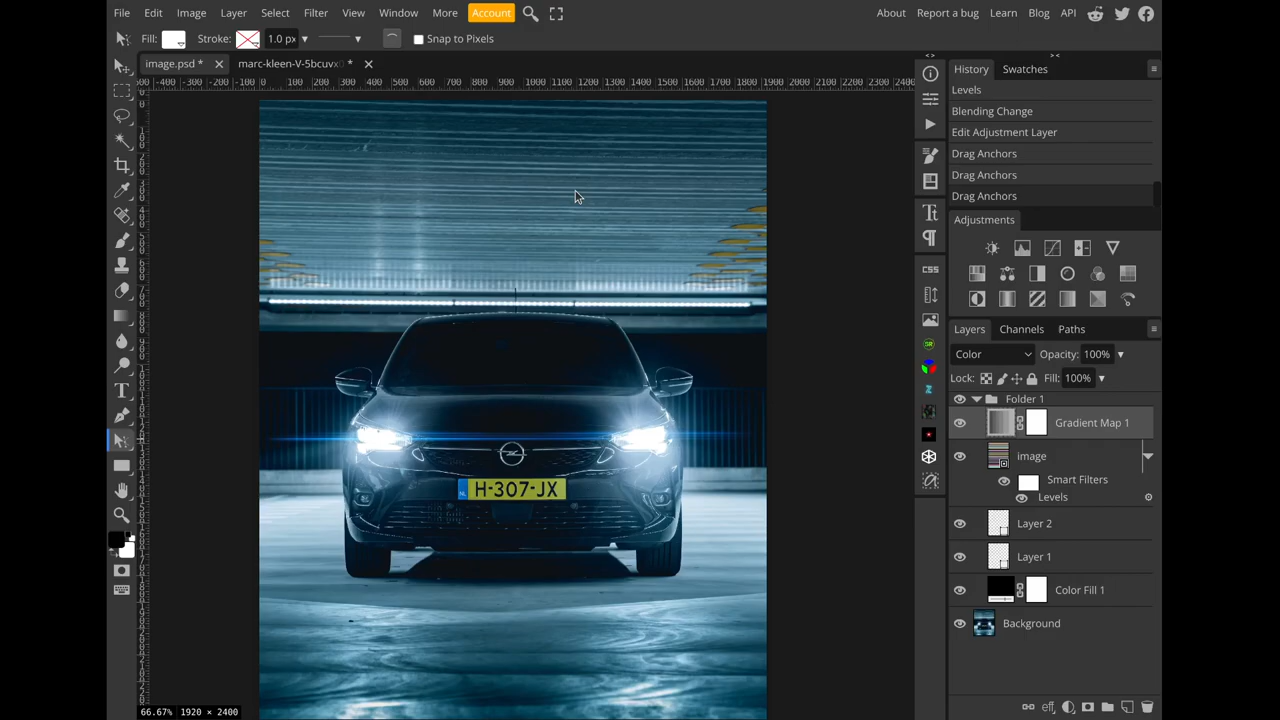 File Edit Image Layer Select Filter View Window More Account About Report a bug Learn Blog API
Fill: Stroke: 1.0 px Snap to Pixels
image.psd * marc-kleen-V-5bcuvx *
History Swatches
Levels
Blending Change
Edit Adjustment Layer
Drag Anchors
Drag Anchors
Drag Anchors
Adjustments
CSS
Layers Channels Paths
Color Opacity: 100%
Lock: Fill: 100%
Folder 1
Gradient Map 1
image
Smart Filters
Levels
Layer 2
Layer 1
Color Fill 1
Background
NL H-307-JX
66.67% 1920 × 2400